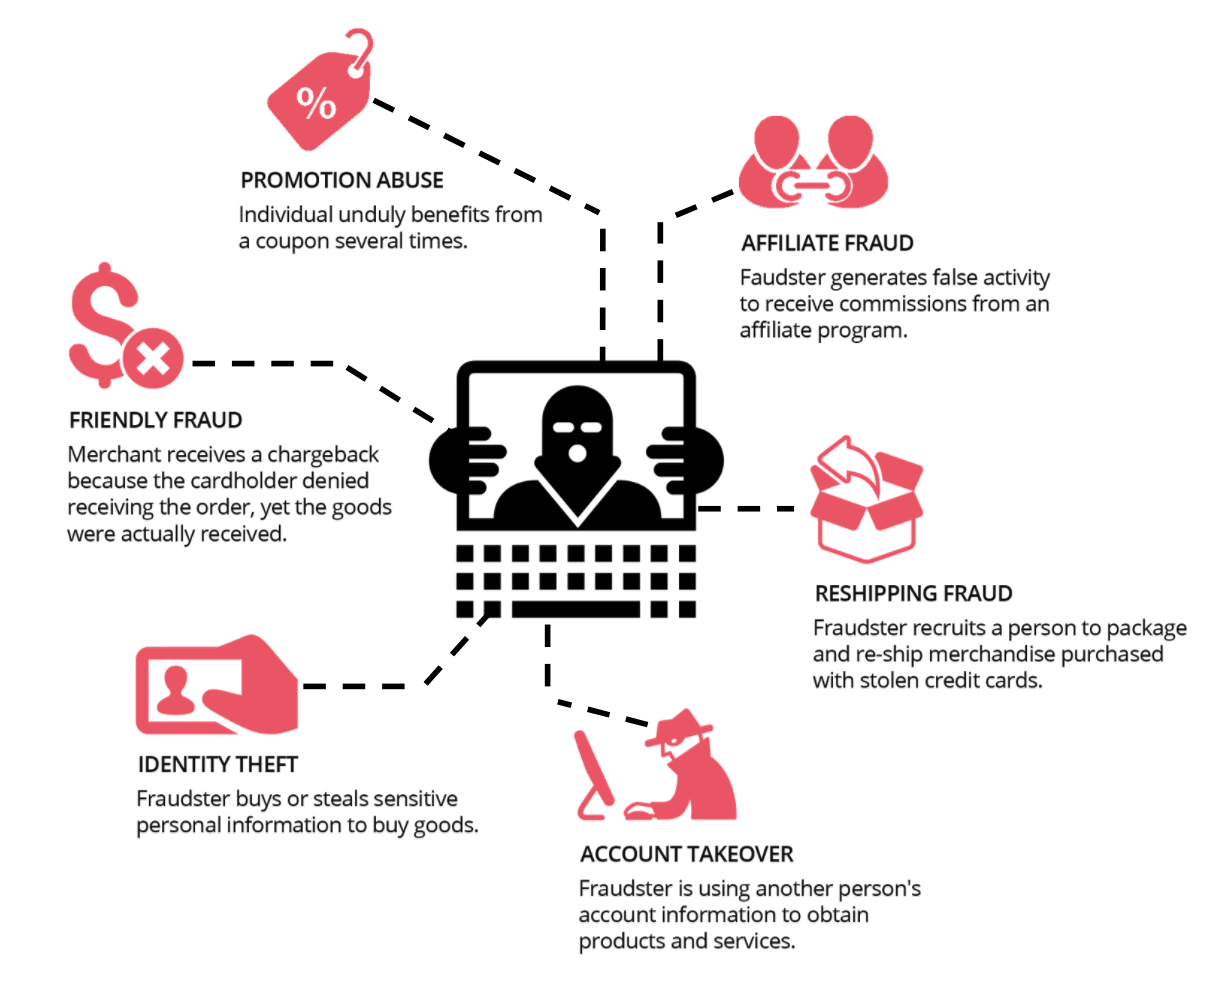 %
PROMOTION ABUSE
Individual unduly benefits from
a coupon several times.
AFFILIATE FRAUD
Faudster generates false activity
to receive commissions from an
affiliate program.
FRIENDLY FRAUD
Merchant receives a chargeback
because the cardholder denied
receiving the order, yet the goods
were actually received.
RESHIPPING FRAUD
Fraudster recruits a person to package
and re-ship merchandise purchased
with stolen credit cards.
IDENTITY THEFT
Fraudster buys or steals sensitive
personal information to buy goods.
ACCOUNT TAKEOVER
Fraudster is using another person's
account information to obtain
products and services.